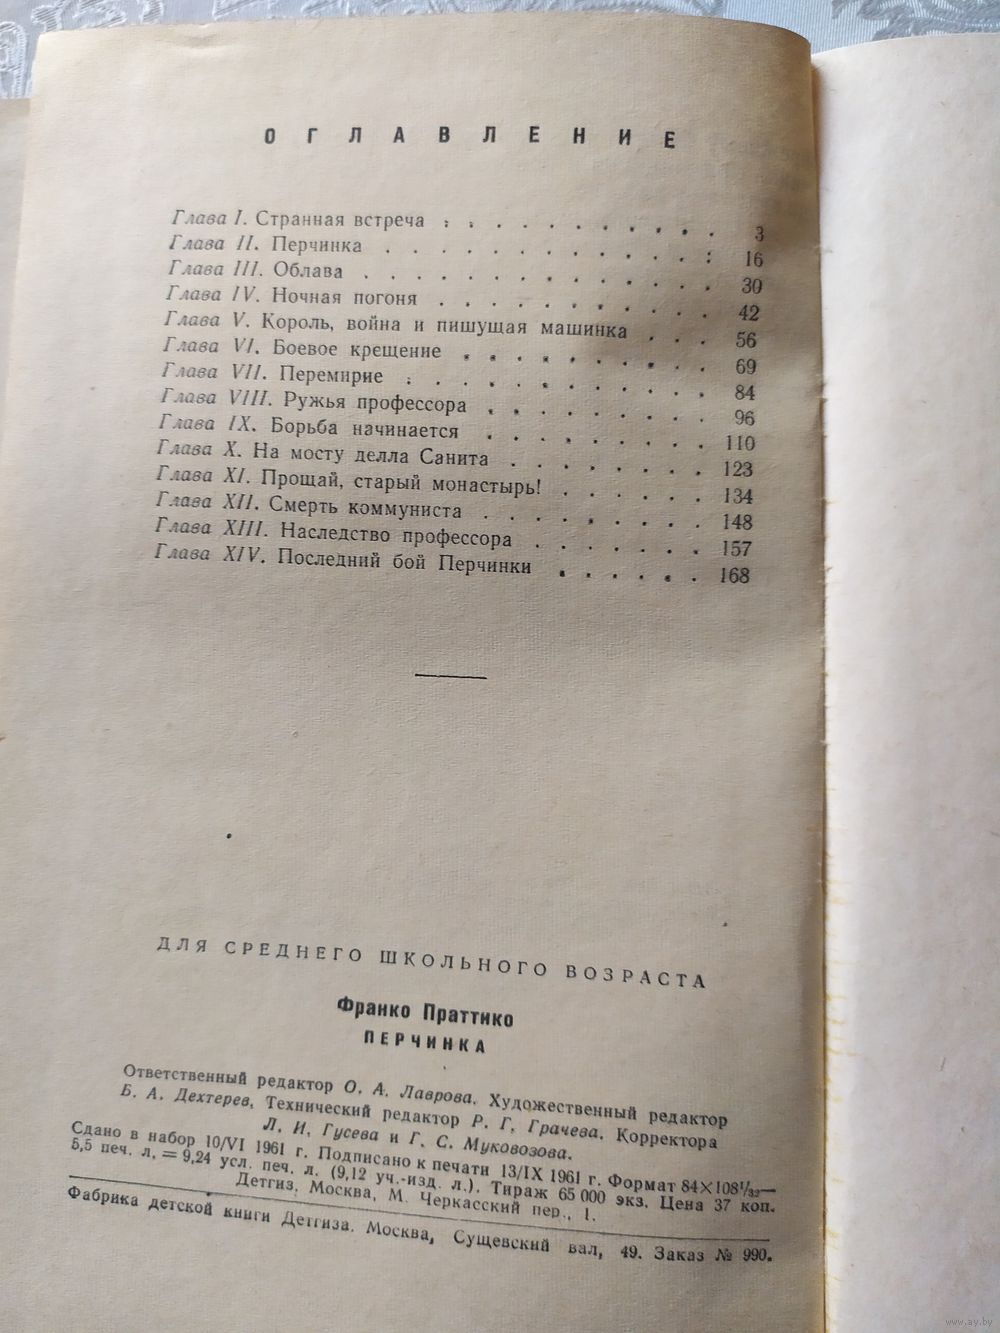 ОГЛАВЛЕНИЕ
Глава I. Странная встреча . . . . . . . . . . . 3
Глава II. Перчинка . . . . . . . . . . . . . 16
Глава III. Облава . . . . . . . . . . . . . . 30
Глава IV. Ночная погоня . . . . . . . . . . . 42
Глава V. Король, война и пишущая машинка . . . 56
Глава VI. Боевое крещение . . . . . . . . . . 69
Глава VII. Перемирие . . . . . . . . . . . . 84
Глава VIII. Ружья профессора . . . . . . . . . 96
Глава IX. Борьба начинается . . . . . . . . . 110
Глава X. На мосту делла Санита . . . . . . . . 123
Глава XI. Прощай, старый монастырь! . . . . . . 134
Глава XII. Смерть коммуниста . . . . . . . . . 148
Глава XIII. Наследство профессора . . . . . . . 157
Глава XIV. Последний бой Перчинки . . . . . . 168
ДЛЯ СРЕДНЕГО ШКОЛЬНОГО ВОЗРАСТА
Франко Праттико
ПЕРЧИНКА
Ответственный редактор О. А. Лаврова. Художественный редактор
Б. А. Дехтерев. Технический редактор Р. Г. Грачева. Корректора
Л. И. Гусева и Г. С. Муковозова.
Сдано в набор 10/VI 1961 г. Подписано к печати 13/IX 1961 г. Формат 84×108¹/₃₂—
5,5 печ. л. = 9,24 усл. печ. л. (9,12 уч.-изд. л.). Тираж 65 000 экз. Цена 37 коп.
Детгиз, Москва, М. Черкасский пер., 1.
Фабрика детской книги Детгиза. Москва, Сущевский вал, 49. Заказ № 990.
www.ay.by